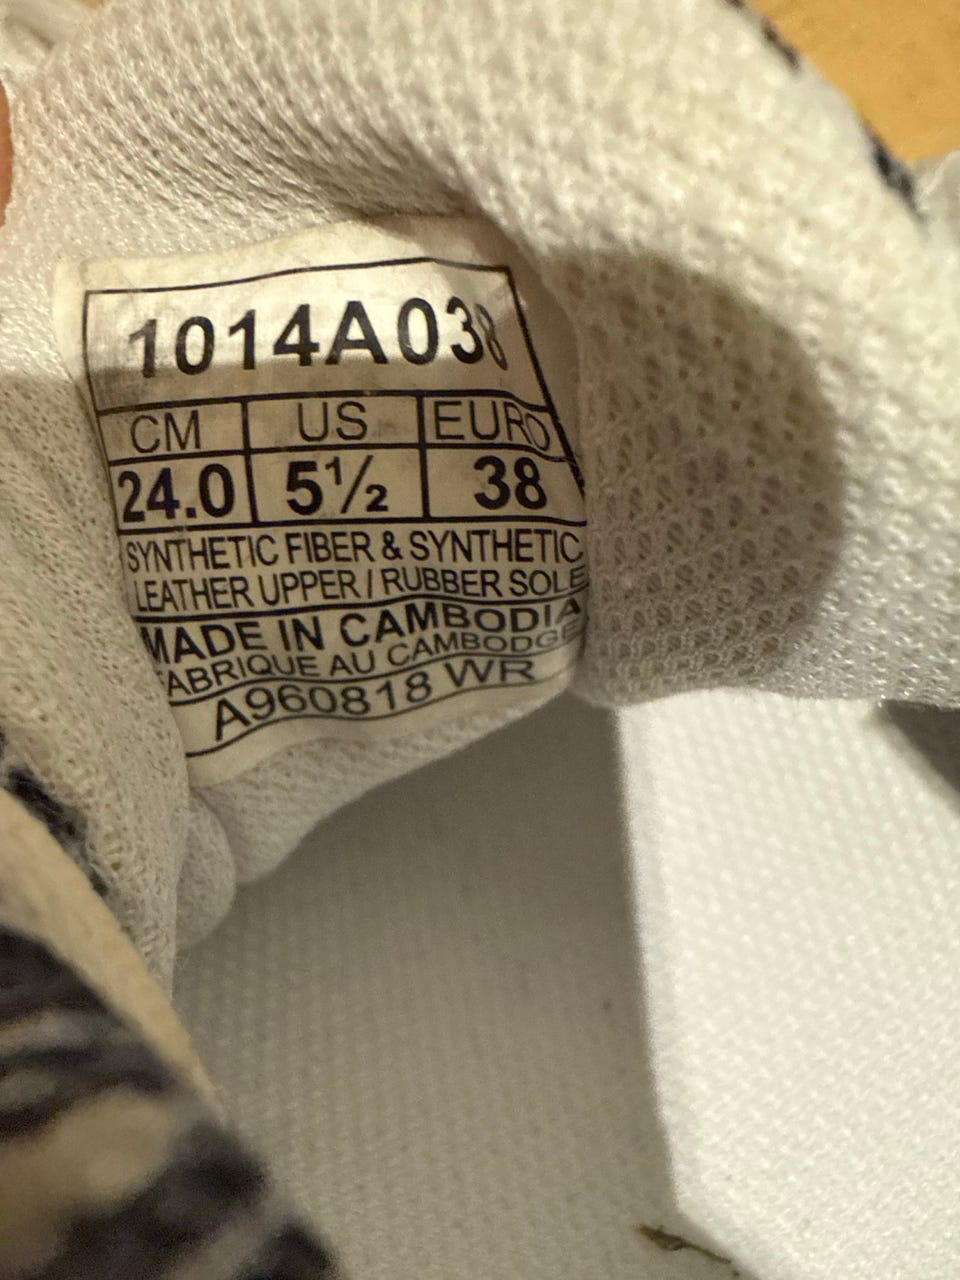 1014A038
CM US EURO
24.0 5½ 38
SYNTHETIC FIBER & SYNTHETIC
LEATHER UPPER / RUBBER SOLE
MADE IN CAMBODIA
FABRIQUE AU CAMBODGE
A960818 WR